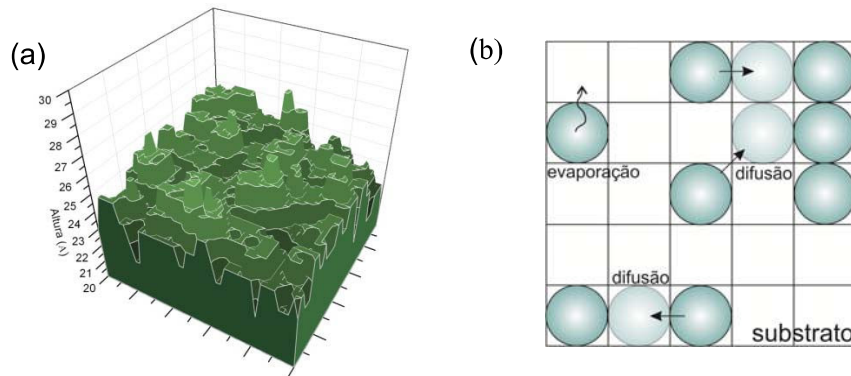 (a)
30
29
28
27
26
25
24
23
22
21
20
Altura (A)
(b)
evaporação
difusão
difusão
substrato